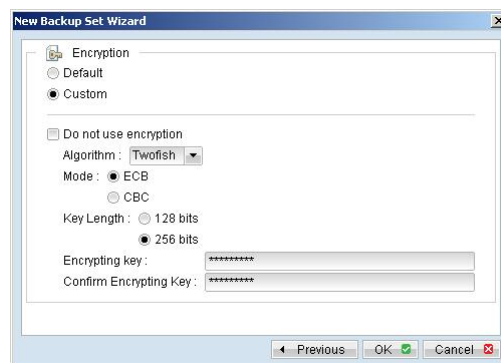 New Backup Set Wizard
Encryption
Default
Custom
Do not use encryption
Algorithm : Twofish
Mode : ECB
CBC
Key Length : 128 bits
256 bits
Encrypting key : *********
Confirm Encrypting Key : *********
Previous OK Cancel